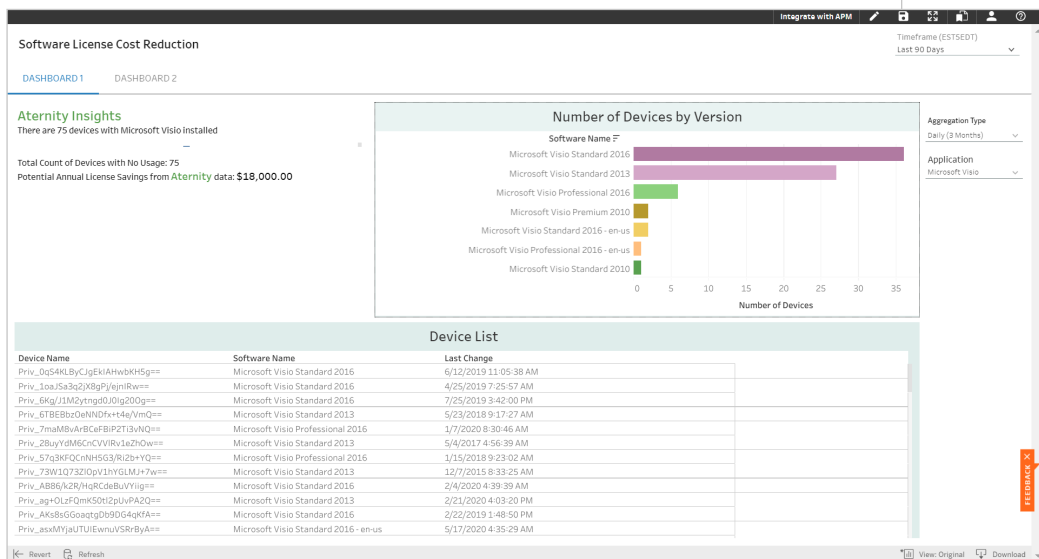 Integrate with APM
Software License Cost Reduction
Timeframe (ESTSEDT)
Last 90 Days
DASHBOARD 1 DASHBOARD 2
Aternity Insights
There are 75 devices with Microsoft Visio installed
Total Count of Devices with No Usage: 75
Potential Annual License Savings from Aternity data: $18,000.00
Number of Devices by Version
Software Name
Microsoft Visio Standard 2016
Microsoft Visio Standard 2013
Microsoft Visio Professional 2016
Microsoft Visio Premium 2010
Microsoft Visio Standard 2016 - en-us
Microsoft Visio Professional 2016 - en-us
Microsoft Visio Standard 2010
0 5 10 15 20 25 30 35
Number of Devices
Aggregation Type
Daily (3 Months)
Application
Microsoft Visio
Device List
Device Name Software Name Last Change
Priv_0qS4KLByCJgEkIAHwbKH5g== Microsoft Visio Standard 2016 6/12/2019 11:05:38 AM
Priv_1oaJSa3q2jX8gPj/ejnIRw== Microsoft Visio Standard 2016 4/25/2019 7:25:57 AM
Priv_6Kg/J1M2ytngd0J0Ig20Og== Microsoft Visio Standard 2016 7/25/2019 3:42:00 PM
Priv_6TBEBbzOeNNDfx+t4e/VmQ== Microsoft Visio Standard 2013 5/23/2018 9:17:27 AM
Priv_7maM8vArBCeFBiP2Ti3vNQ== Microsoft Visio Professional 2016 1/7/2020 8:30:46 AM
Priv_28uyYdM6CnCVVIRv1eZhOw== Microsoft Visio Standard 2013 5/4/2017 4:56:39 AM
Priv_57q3KFQCnNH5G3/Ri2b+YQ== Microsoft Visio Professional 2016 1/15/2018 9:23:02 AM
Priv_73W1Q73ZIOpV1hYGLMJ+7w== Microsoft Visio Standard 2013 12/7/2015 8:33:25 AM
Priv_AB86/k2R/HqRCdeBuVYiig== Microsoft Visio Standard 2016 2/4/2020 4:39:39 AM
Priv_ag+OLzFQmK50tI2pUvPA2Q== Microsoft Visio Standard 2013 2/21/2020 4:03:20 PM
Priv_AKs8sGGoaqtgDb9DG4qKfA== Microsoft Visio Standard 2016 2/22/2019 1:48:50 PM
Priv_asxMYjaUTUIEwnuVSRrByA== Microsoft Visio Standard 2016 - en-us 5/17/2020 4:35:29 AM
FEEDBACK
Revert Refresh View: Original Download